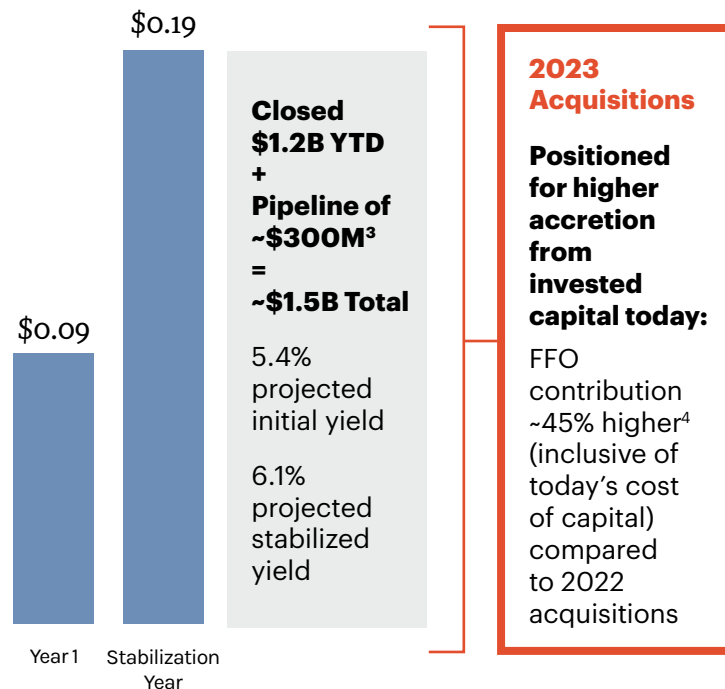 $0.19
$0.09
Year 1
Stabilization
Year
Closed
$1.2B YTD
+
Pipeline of
~$300M³
=
~$1.5B Total
5.4%
projected
initial yield
6.1%
projected
stabilized
yield
2023
Acquisitions
Positioned
for higher
accretion
from
invested
capital today:
FFO
contribution
~45% higher⁴
(inclusive of
today's cost
of capital)
compared
to 2022
acquisitions